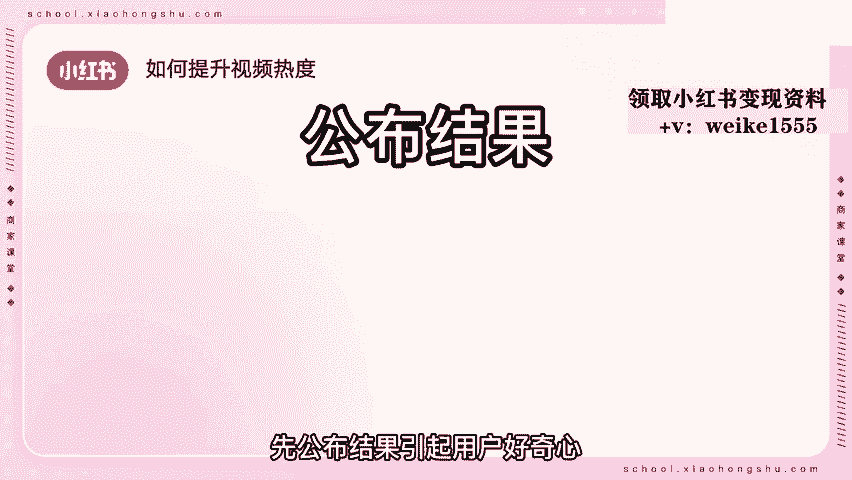 school.xiaohongshu.com
小红书
如何提升视频热度
领取小红书变现资料
+v：weike1555
公布结果
商家课堂
商家课堂
先公布结果引起用户好奇心
school.xiaohongshu.com